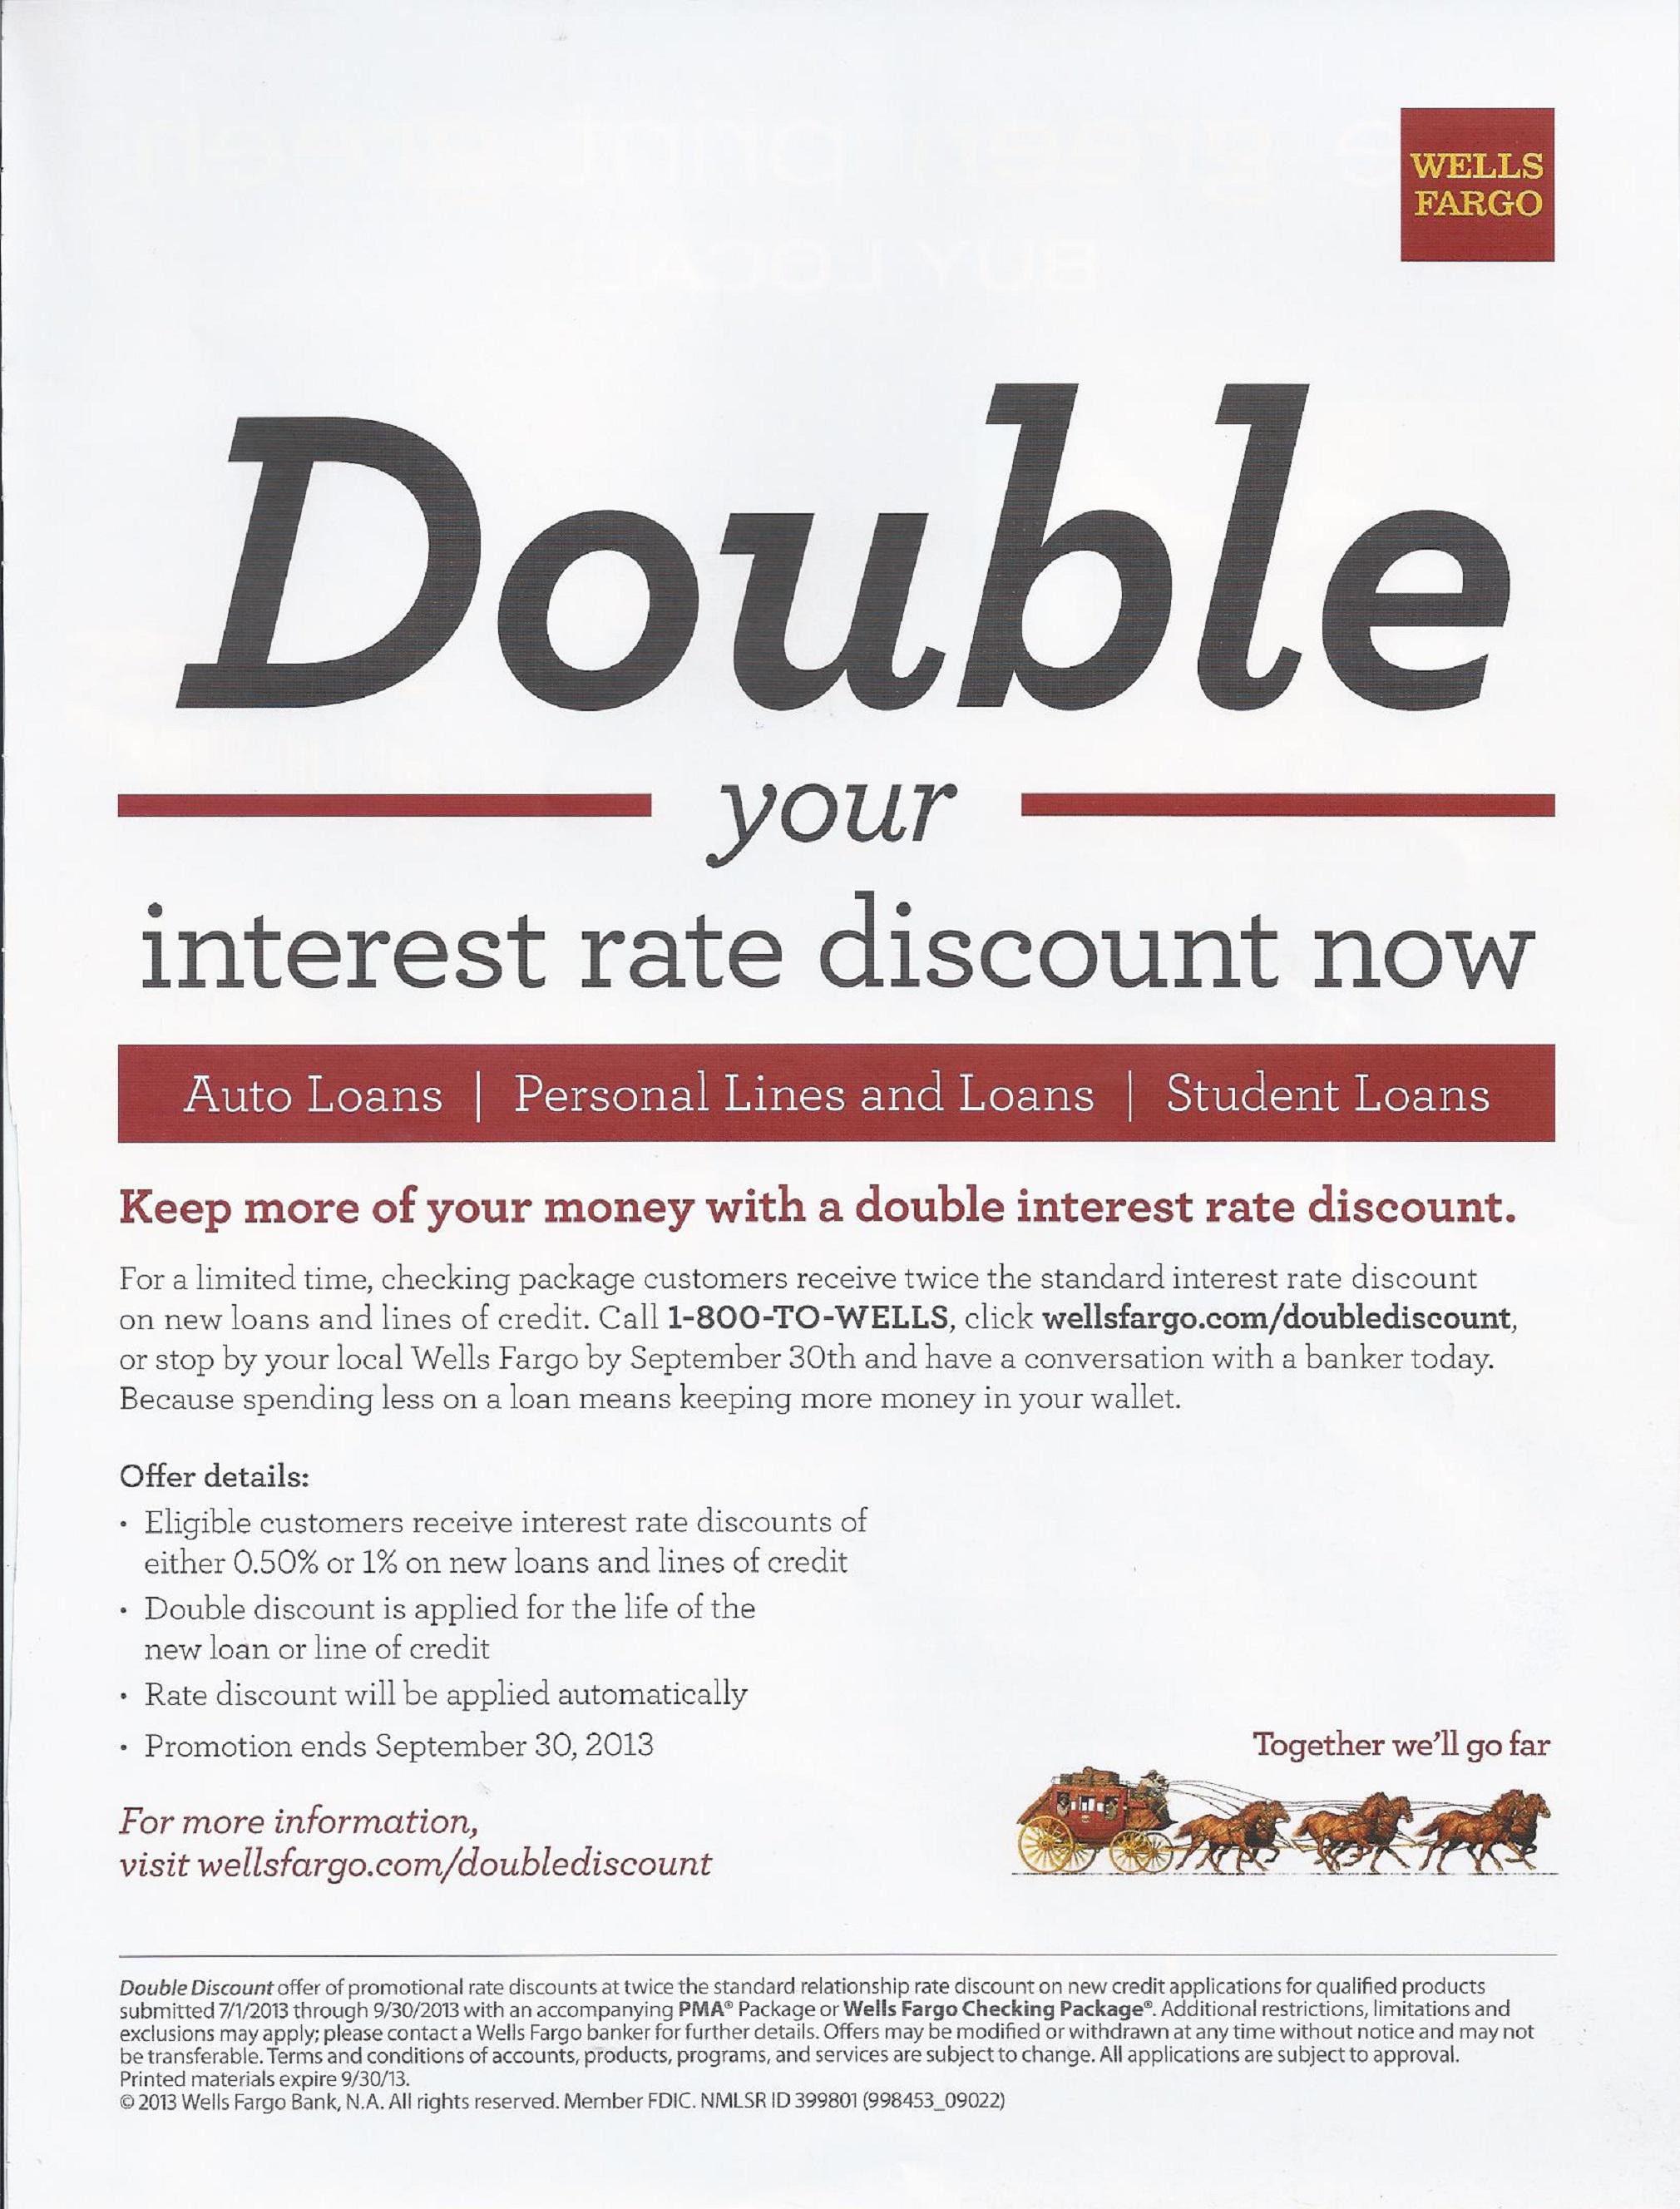 WELLS
FARGO
Double
your
interest rate discount now
Auto Loans | Personal Lines and Loans | Student Loans
Keep more of your money with a double interest rate discount.
For a limited time, checking package customers receive twice the standard interest rate discount
on new loans and lines of credit. Call 1-800-TO-WELLS, click wellsfargo.com/doublediscount,
or stop by your local Wells Fargo by September 30th and have a conversation with a banker today.
Because spending less on a loan means keeping more money in your wallet.
Offer details:
· Eligible customers receive interest rate discounts of
either 0.50% or 1% on new loans and lines of credit
· Double discount is applied for the life of the
new loan or line of credit
· Rate discount will be applied automatically
· Promotion ends September 30, 2013
Together we'll go far
For more information,
visit wellsfargo.com/doublediscount
Double Discount offer of promotional rate discounts at twice the standard relationship rate discount on new credit applications for qualified products
submitted 7/1/2013 through 9/30/2013 with an accompanying PMA® Package or Wells Fargo Checking Package®. Additional restrictions, limitations and
exclusions may apply; please contact a Wells Fargo banker for further details. Offers may be modified or withdrawn at any time without notice and may not
be transferable. Terms and conditions of accounts, products, programs, and services are subject to change. All applications are subject to approval.
Printed materials expire 9/30/13.
© 2013 Wells Fargo Bank, N.A. All rights reserved. Member FDIC. NMLSR ID 399801 (998453_09022)